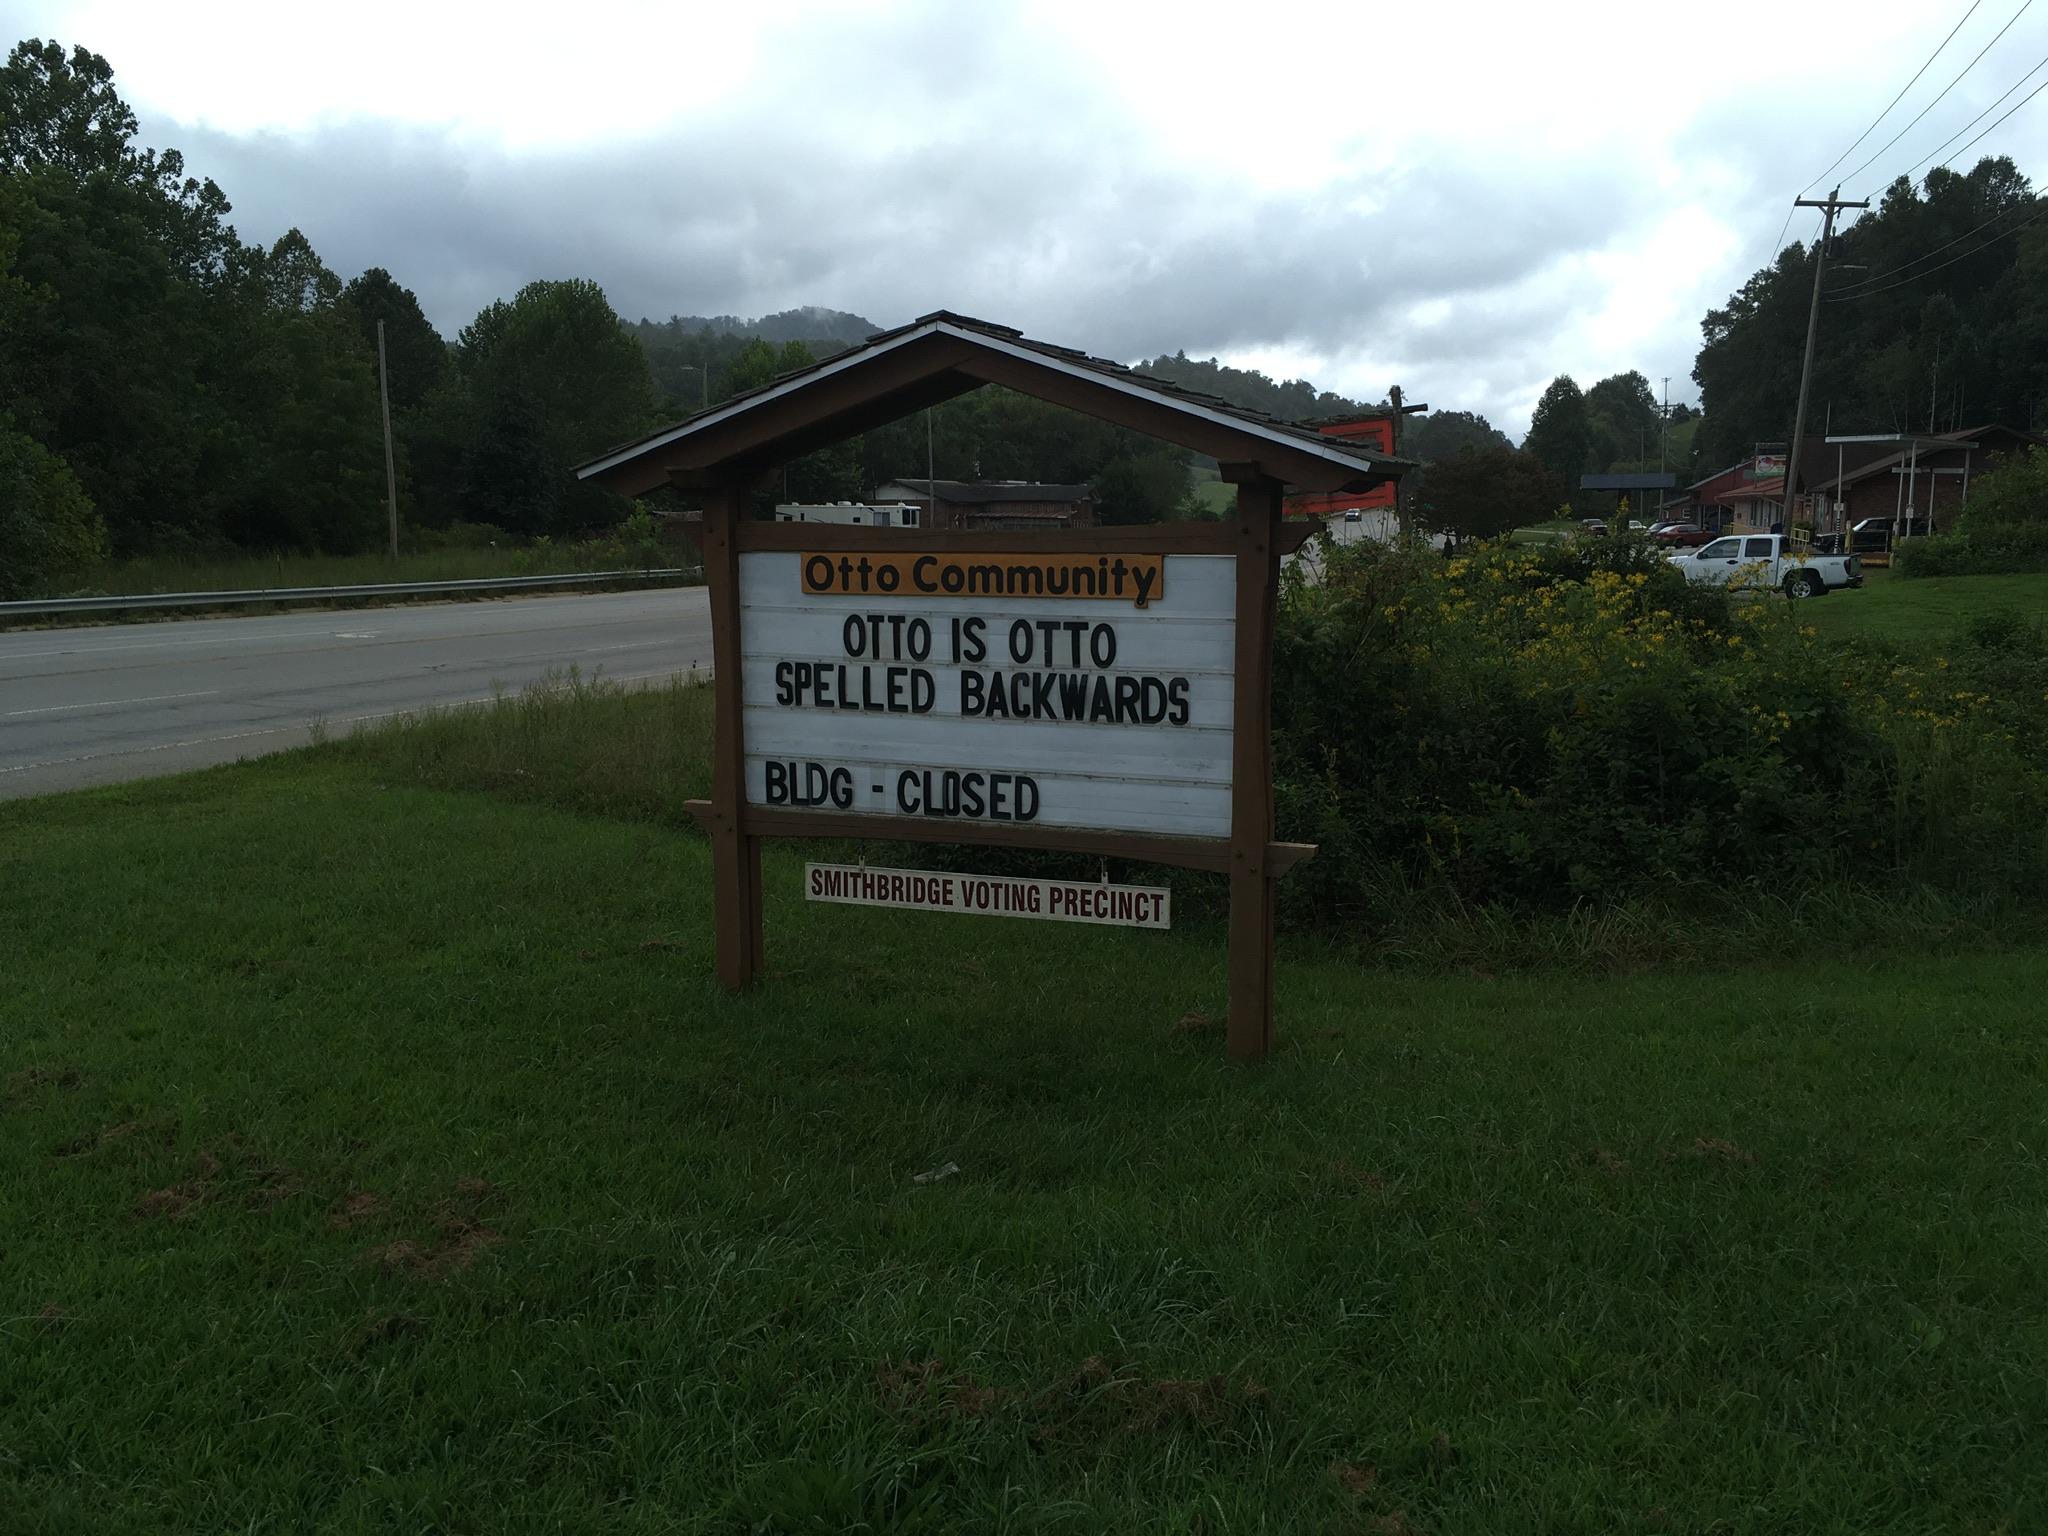 Otto Community
OTTO IS OTTO
SPELLED BACKWARDS
BLDG - CLOSED
SMITHBRIDGE VOTING PRECINCT